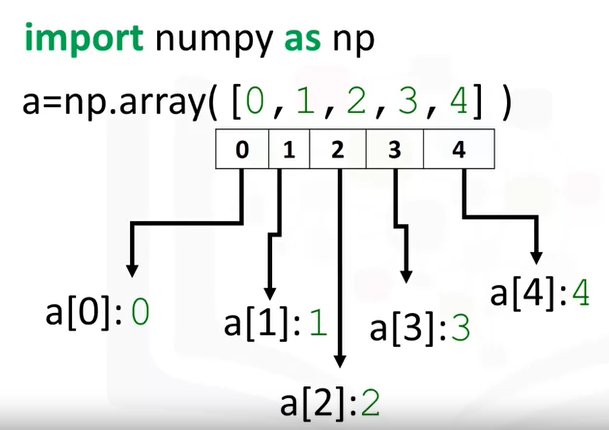 import numpy as np
a=np.array( [0, 1, 2, 3, 4] )
0 1 2 3 4
a[0]: 0
a[1]: 1
a[3]: 3
a[4]: 4
a[2]: 2